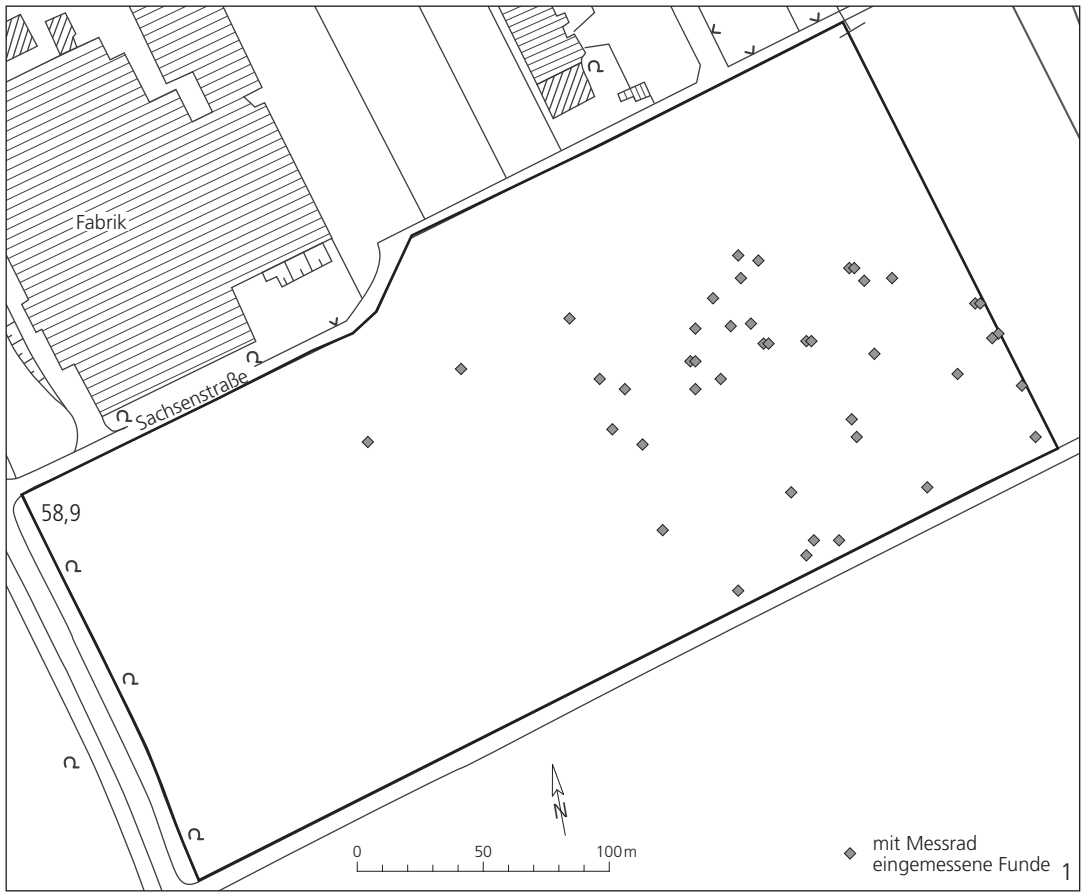 Fabrik
Sachsenstraße
58,9
N
0 50 100 m
mit Messrad
eingemessene Funde
1